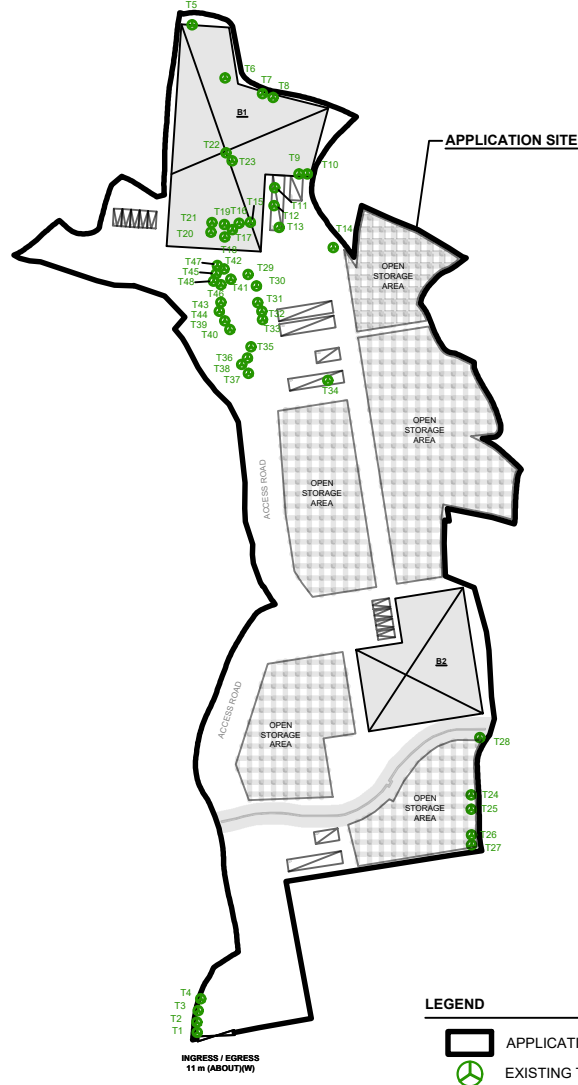 T5
T6
T7
T8
B1
APPLICATION SITE
T22
T23
T9
T10
T11
T12
T13
T15
T16
T19
T21
T20
T17
T18
T14
T47
T42
T45
T48
T41
T46
T29
T30
T43
T44
T31
T32
T33
T39
T40
T35
T36
T38
T37
T34
OPEN
STORAGE
AREA
OPEN
STORAGE
AREA
OPEN
STORAGE
AREA
ACCESS ROAD
B2
ACCESS ROAD
OPEN
STORAGE
AREA
T28
OPEN
STORAGE
AREA
T24
T25
T26
T27
T4
T3
T2
T1
INGRESS / EGRESS
11 m (ABOUT)(W)
LEGEND
APPLICATI
EXISTING T